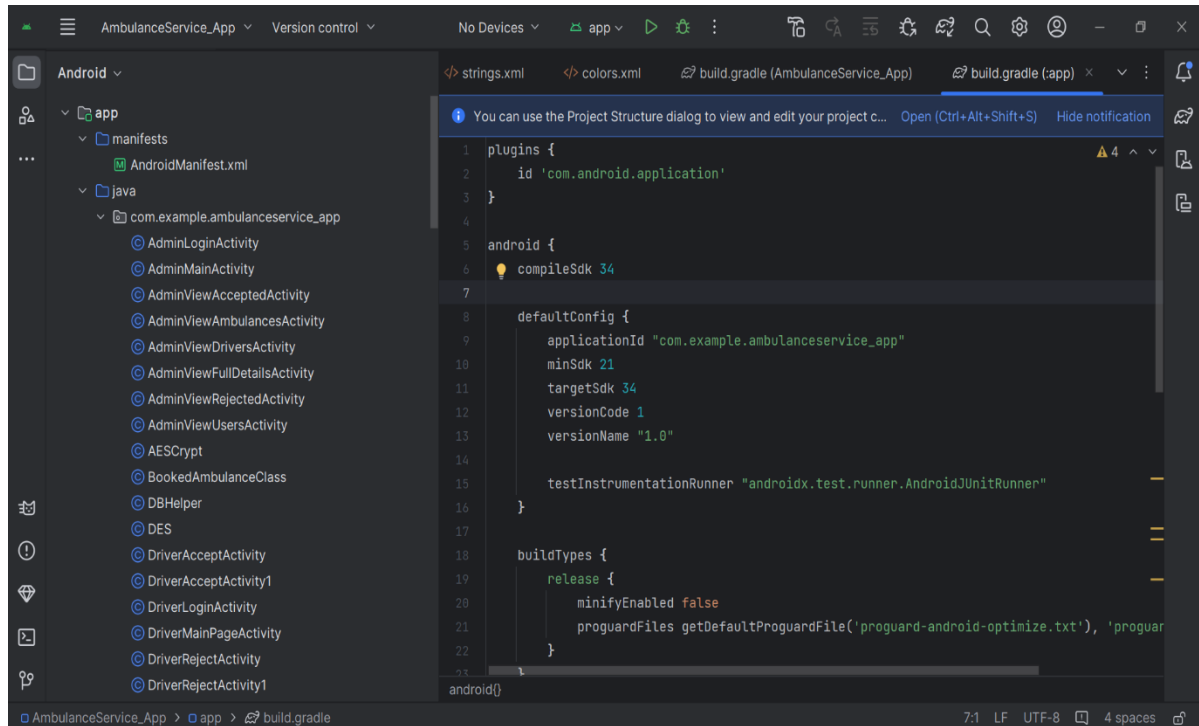 AmbulanceService_App Version control No Devices app
Android
app
manifests
AndroidManifest.xml
java
com.example.ambulanceservice_app
AdminLoginActivity
AdminMainActivity
AdminViewAcceptedActivity
AdminViewAmbulancesActivity
AdminViewDriversActivity
AdminViewFullDetailsActivity
AdminViewRejectedActivity
AdminViewUsersActivity
AESCrypt
BookedAmbulanceClass
DBHelper
DES
DriverAcceptActivity
DriverAcceptActivity1
DriverLoginActivity
DriverMainPageActivity
DriverRejectActivity
DriverRejectActivity1
strings.xml colors.xml build.gradle (AmbulanceService_App) build.gradle (:app)
You can use the Project Structure dialog to view and edit your project c... Open (Ctrl+Alt+Shift+S) Hide notification
1 plugins { 4
2 id 'com.android.application'
3 }
4
5 android {
6 compileSdk 34
7
8 defaultConfig {
9 applicationId "com.example.ambulanceservice_app"
10 minSdk 21
11 targetSdk 34
12 versionCode 1
13 versionName "1.0"
14
15 testInstrumentationRunner "androidx.test.runner.AndroidJUnitRunner"
16 }
17
18 buildTypes {
19 release {
20 minifyEnabled false
21 proguardFiles getDefaultProguardFile('proguard-android-optimize.txt'), 'proguar
22 }
23 }
android{}
AmbulanceService_App > app > build.gradle 7:1 LF UTF-8 4 spaces